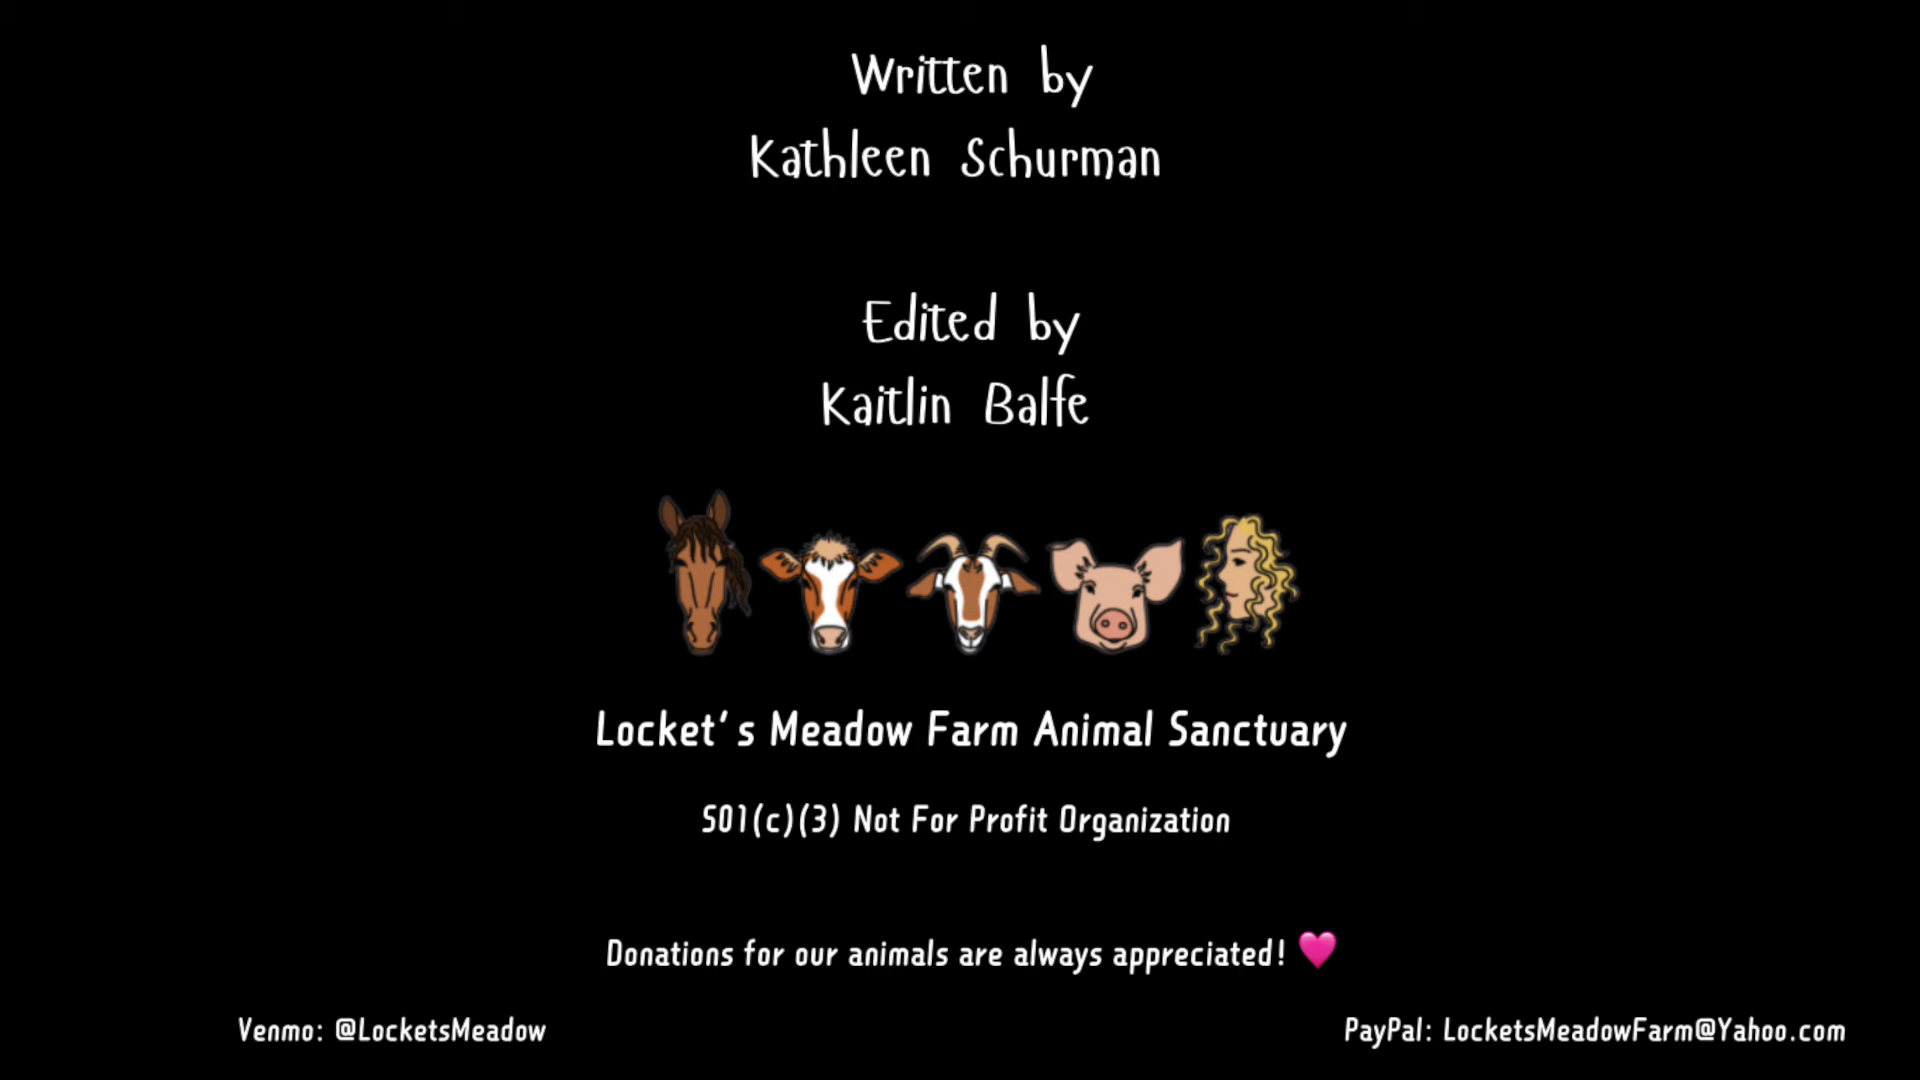 Written by
Kathleen Schurman
Edited by
Kaitlin Balfe
Locket's Meadow Farm Animal Sanctuary
501(c)(3) Not For Profit Organization
Donations for our animals are always appreciated! 💗
Venmo: @LocketsMeadow
PayPal: LocketsMeadowFarm@Yahoo.com